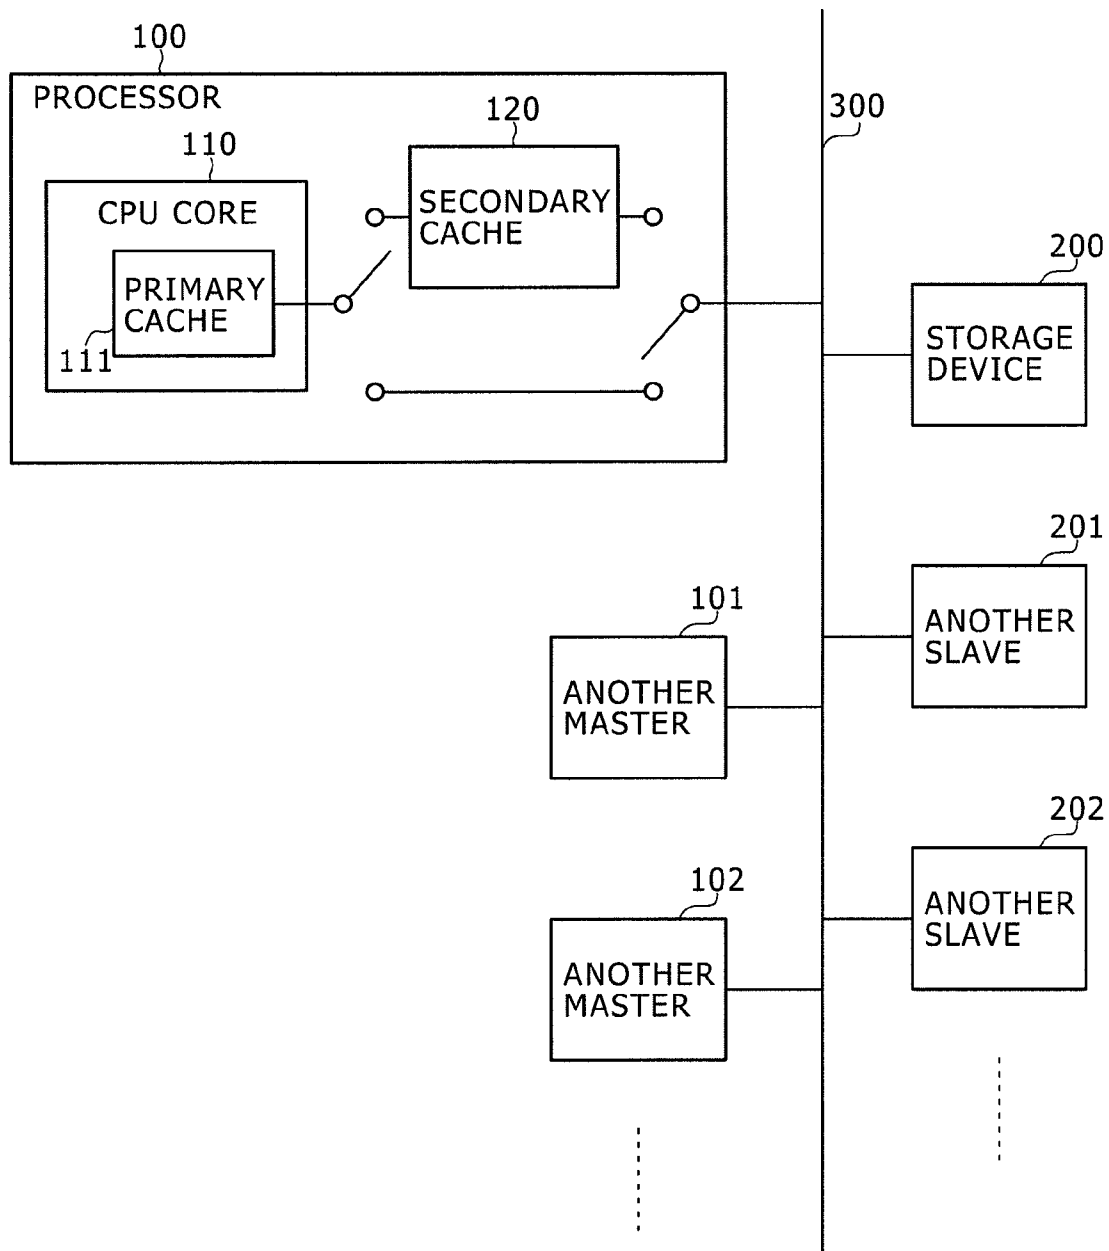 100
PROCESSOR
120
300
110
CPU CORE
SECONDARY
CACHE
PRIMARY
CACHE
111
200
STORAGE
DEVICE
201
ANOTHER
SLAVE
101
ANOTHER
MASTER
202
ANOTHER
SLAVE
102
ANOTHER
MASTER